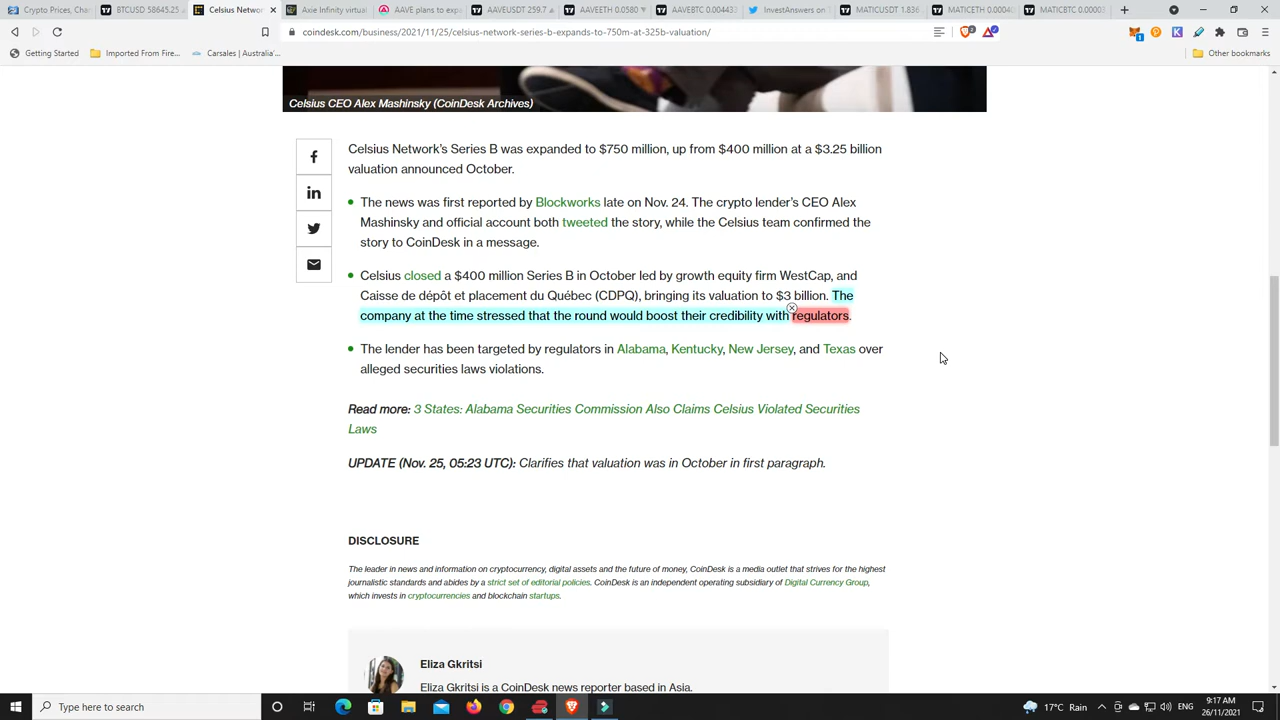 Crypto Prices, Cha
BTCUSD 58645.25
Celsius Networ
Axie Infinity virtua
AAVE plans to exp
AAVEUSDT 259.7
AAVEETH 0.0580
AAVEBTC 0.004433
InvestAnswers on
MATICUSDT 1.836
MATICETH 0.0004
MATICBTC 0.00003
coindesk.com/business/2021/11/25/celsius-network-series-b-expands-to-750m-at-325b-valuation/
Getting Started
Imported From Fire...
Carsales | Australia'...
Other bookmarks
Celsius CEO Alex Mashinsky (CoinDesk Archives)
Celsius Network's Series B was expanded to $750 million, up from $400 million at a $3.25 billion
valuation announced October.
The news was first reported by Blockworks late on Nov. 24. The crypto lender's CEO Alex
Mashinsky and official account both tweeted the story, while the Celsius team confirmed the
story to CoinDesk in a message.
Celsius closed a $400 million Series B in October led by growth equity firm WestCap, and
Caisse de dépôt et placement du Québec (CDPQ), bringing its valuation to $3 billion. The
company at the time stressed that the round would boost their credibility with regulators.
The lender has been targeted by regulators in Alabama, Kentucky, New Jersey, and Texas over
alleged securities laws violations.
Read more: 3 States: Alabama Securities Commission Also Claims Celsius Violated Securities
Laws
UPDATE (Nov. 25, 05:23 UTC): Clarifies that valuation was in October in first paragraph.
DISCLOSURE
The leader in news and information on cryptocurrency, digital assets and the future of money, CoinDesk is a media outlet that strives for the highest
journalistic standards and abides by a strict set of editorial policies. CoinDesk is an independent operating subsidiary of Digital Currency Group,
which invests in cryptocurrencies and blockchain startups.
Eliza Gkritsi
Eliza Gkritsi is a CoinDesk news reporter based in Asia.
Type here to search
17°C Rain
ENG
9:17 AM
26/11/2021